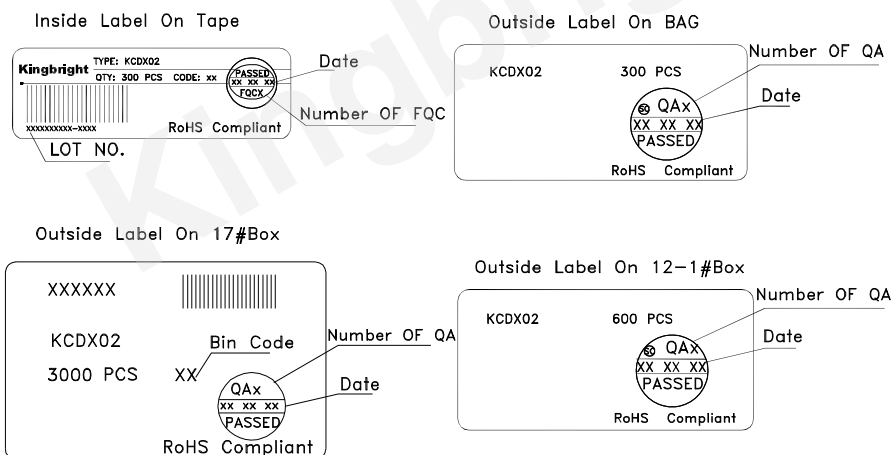 Inside Label On Tape
Kingbright
TYPE: KCDX02
QTY: 300 PCS CODE: xx
PASSED
XX XX XX
FQCX
Date
Number OF FQC
xxxxxxxxxx-xxxx
RoHS Compliant
LOT NO.
Outside Label On BAG
KCDX02 300 PCS
Number OF QA
QAx
Date
XX XX XX
PASSED
RoHS Compliant
Outside Label On 17#Box
XXXXXX
KCDX02
Bin Code
3000 PCS XX
Number OF QA
QAx
Date
XX XX XX
PASSED
RoHS Compliant
Outside Label On 12-1#Box
KCDX02 600 PCS
Number OF QA
QAx
Date
XX XX XX
PASSED
RoHS Compliant
Kingbright